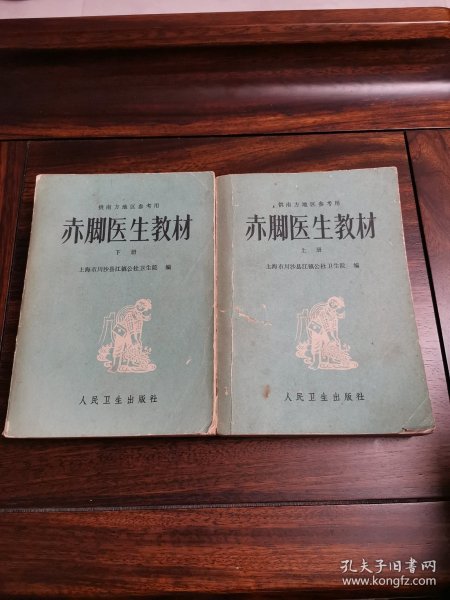 供南方地区参考用
赤脚医生教材
下册
上海市川沙县江镇公社卫生院 编
人民卫生出版社
供南方地区参考用
赤脚医生教材
上册
上海市川沙县江镇公社卫生院 编
人民卫生出版社
孔夫子旧书网
www.kongfz.com